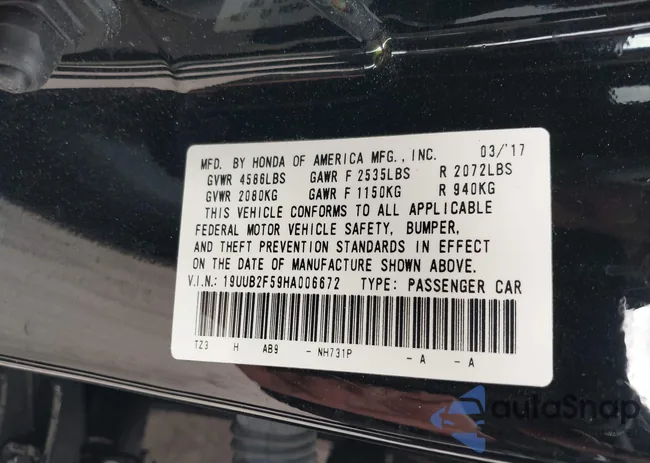 MFD. BY HONDA OF AMERICA MFG., INC. 03/'17
GVWR 4586LBS GAWR F 2535LBS R 2072LBS
GVWR 2080KG GAWR F 1150KG R 940KG
THIS VEHICLE CONFORMS TO ALL APPLICABLE
FEDERAL MOTOR VEHICLE SAFETY, BUMPER,
AND THEFT PREVENTION STANDARDS IN EFFECT
ON THE DATE OF MANUFACTURE SHOWN ABOVE.
V.I.N.: 19UUB2F59HA006672 TYPE: PASSENGER CAR
TZ3 H AB9 - NH731P - A - A
autoSnap